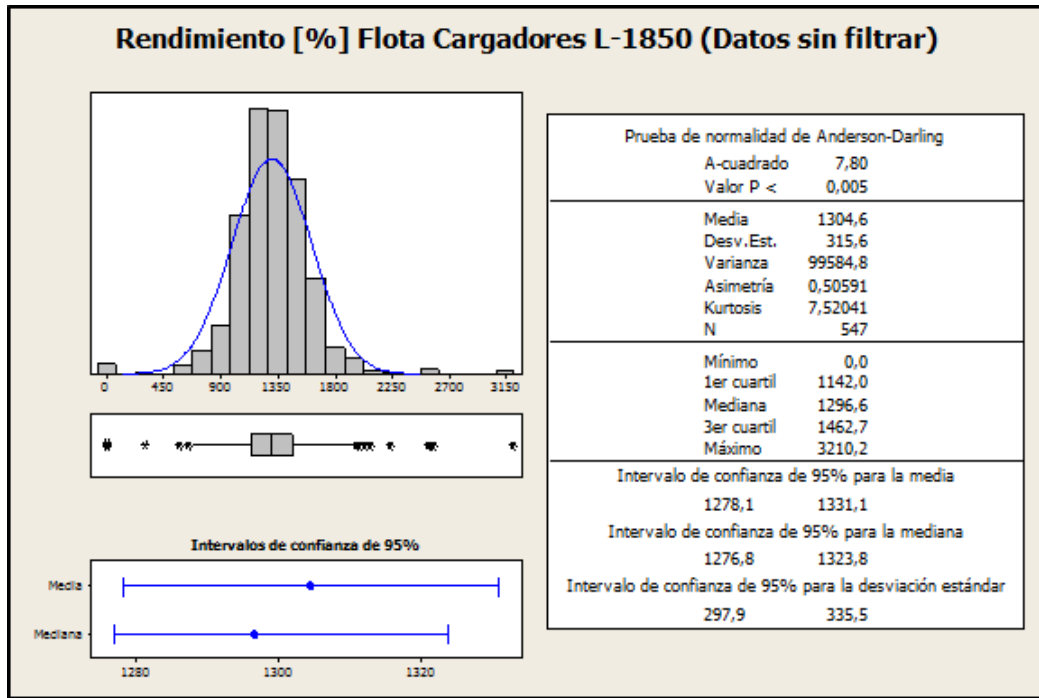 Rendimiento [%] Flota Cargadores L-1850 (Datos sin filtrar)
0 450 900 1350 1800 2250 2700 3150
Intervalos de confianza de 95%
Media
Mediana
1280 1300 1320
Prueba de normalidad de Anderson-Darling
A-cuadrado 7,80
Valor P < 0,005
Media 1304,6
Desv.Est. 315,6
Varianza 99584,8
Asimetría 0,50591
Kurtosis 7,52041
N 547
Mínimo 0,0
1er cuartil 1142,0
Mediana 1296,6
3er cuartil 1462,7
Máximo 3210,2
Intervalo de confianza de 95% para la media
1278,1 1331,1
Intervalo de confianza de 95% para la mediana
1276,8 1323,8
Intervalo de confianza de 95% para la desviación estándar
297,9 335,5